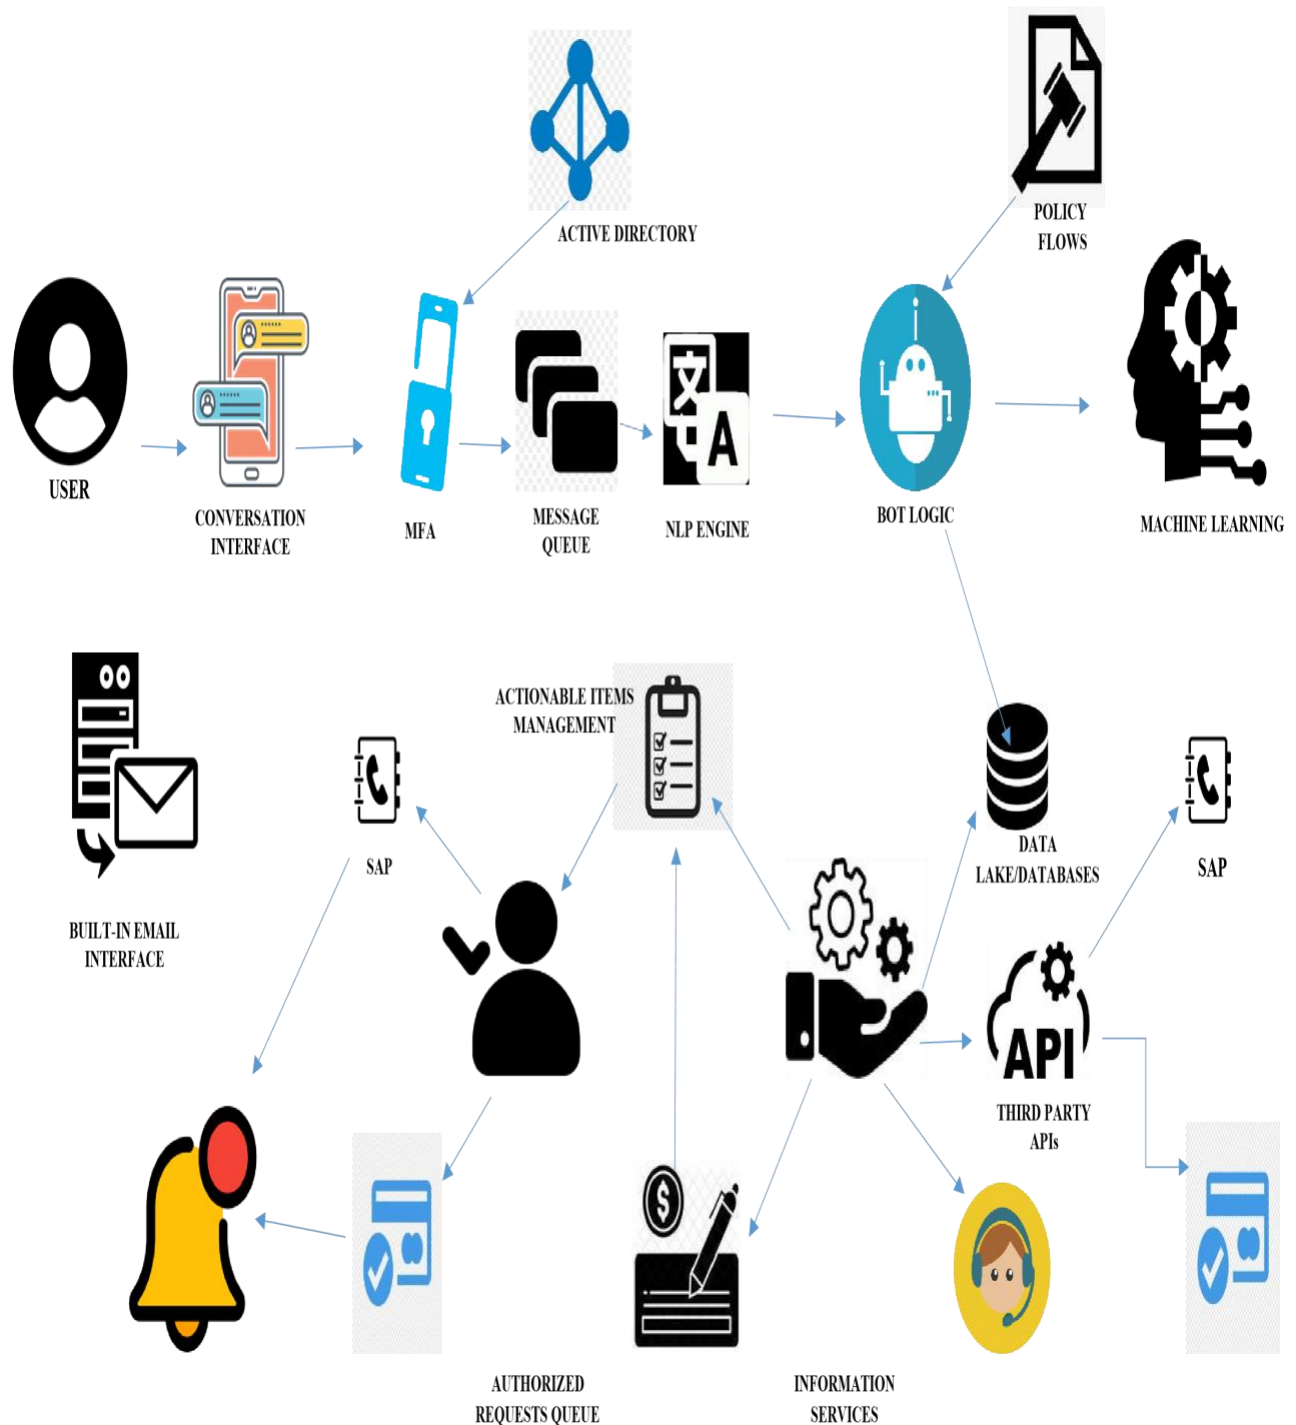 ACTIVE DIRECTORY
POLICY
FLOWS
USER
CONVERSATION
INTERFACE
MFA
MESSAGE
QUEUE
文
A
NLP ENGINE
BOT LOGIC
MACHINE LEARNING
ACTIONABLE ITEMS
MANAGEMENT
BUILT-IN EMAIL
INTERFACE
SAP
DATA
LAKE/DATABASES
SAP
API
THIRD PARTY
APIs
$
AUTHORIZED
REQUESTS QUEUE
INFORMATION
SERVICES